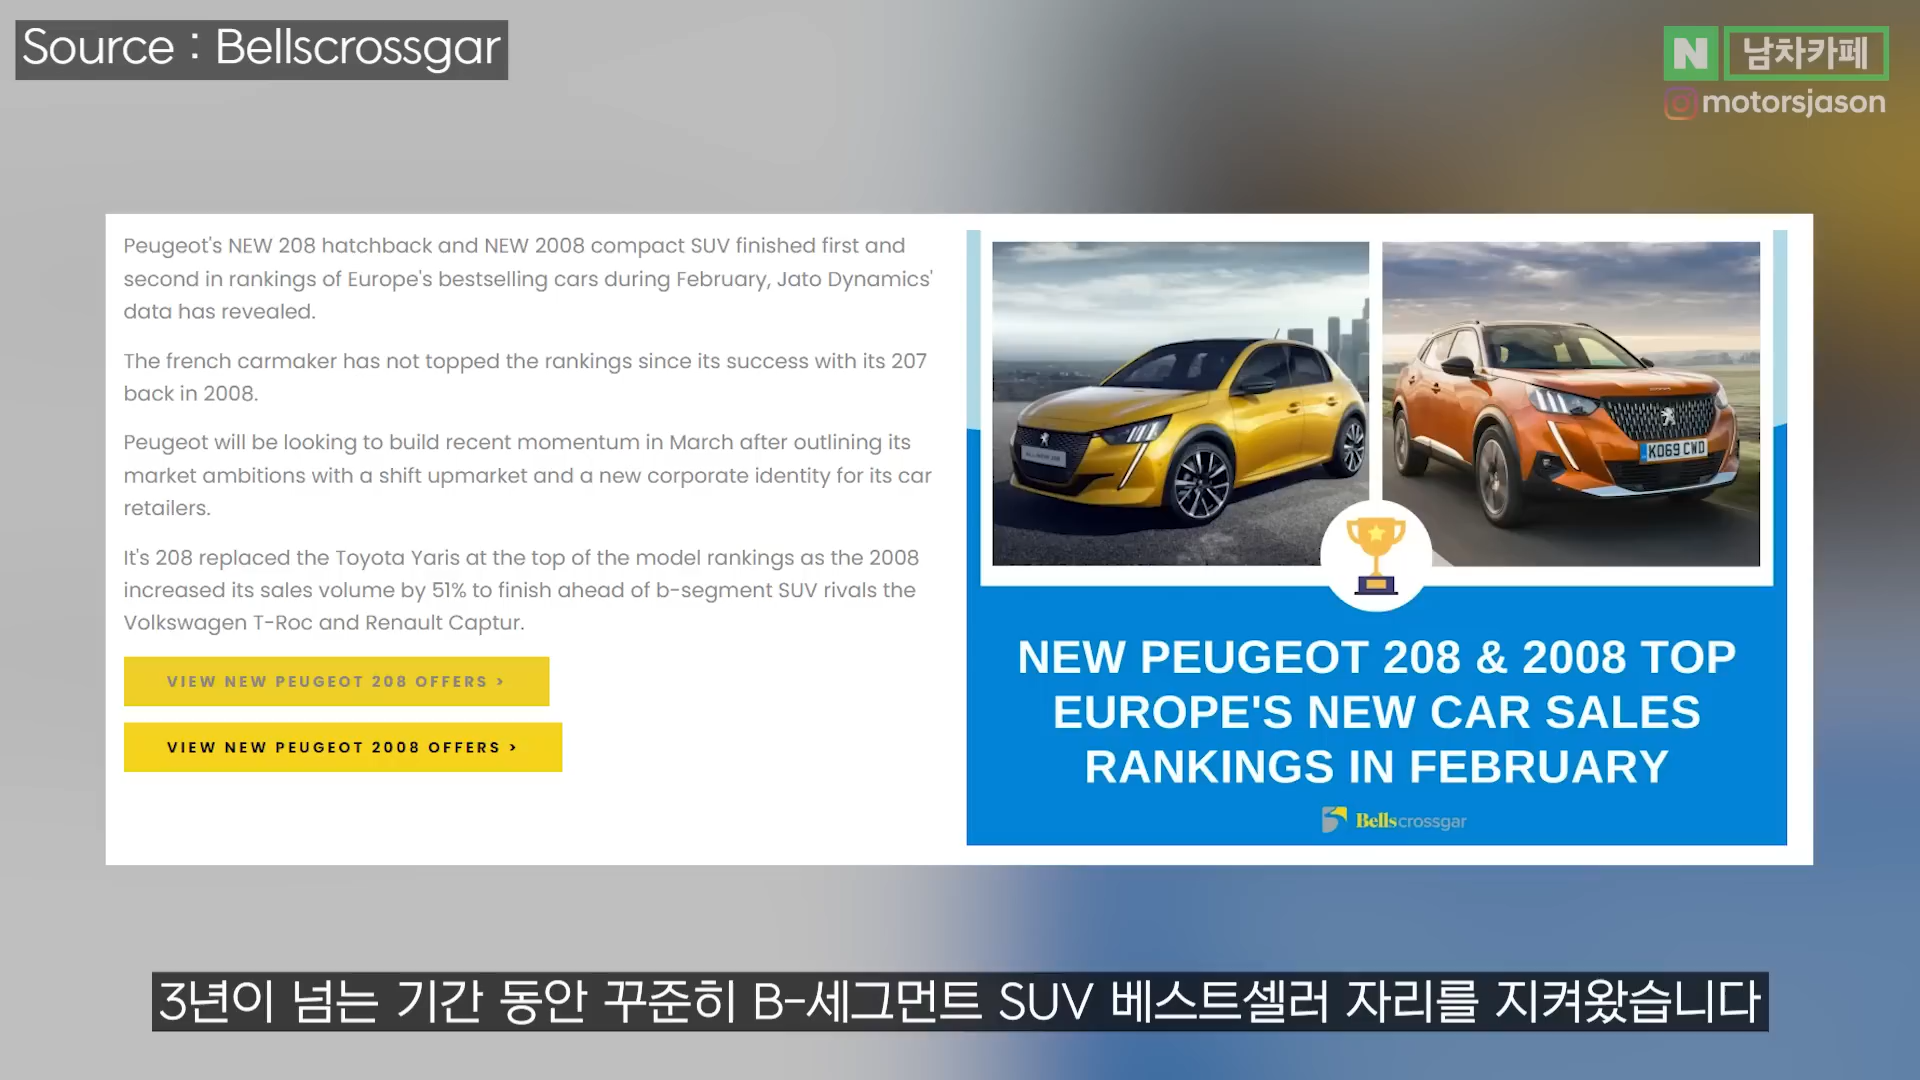 Source : Bellscrossgar
N 남차카페
motorsjason
Peugeot's NEW 208 hatchback and NEW 2008 compact SUV finished first and
second in rankings of Europe's bestselling cars during February, Jato Dynamics'
data has revealed.
The french carmaker has not topped the rankings since its success with its 207
back in 2008.
Peugeot will be looking to build recent momentum in March after outlining its
market ambitions with a shift upmarket and a new corporate identity for its car
retailers.
It's 208 replaced the Toyota Yaris at the top of the model rankings as the 2008
increased its sales volume by 51% to finish ahead of b-segment SUV rivals the
Volkswagen T-Roc and Renault Captur.
VIEW NEW PEUGEOT 208 OFFERS >
VIEW NEW PEUGEOT 2008 OFFERS >
KO69 CWD
NEW PEUGEOT 208 & 2008 TOP
EUROPE'S NEW CAR SALES
RANKINGS IN FEBRUARY
Bellscrossgar
3년이 넘는 기간 동안 꾸준히 B-세그먼트 SUV 베스트셀러 자리를 지켜왔습니다